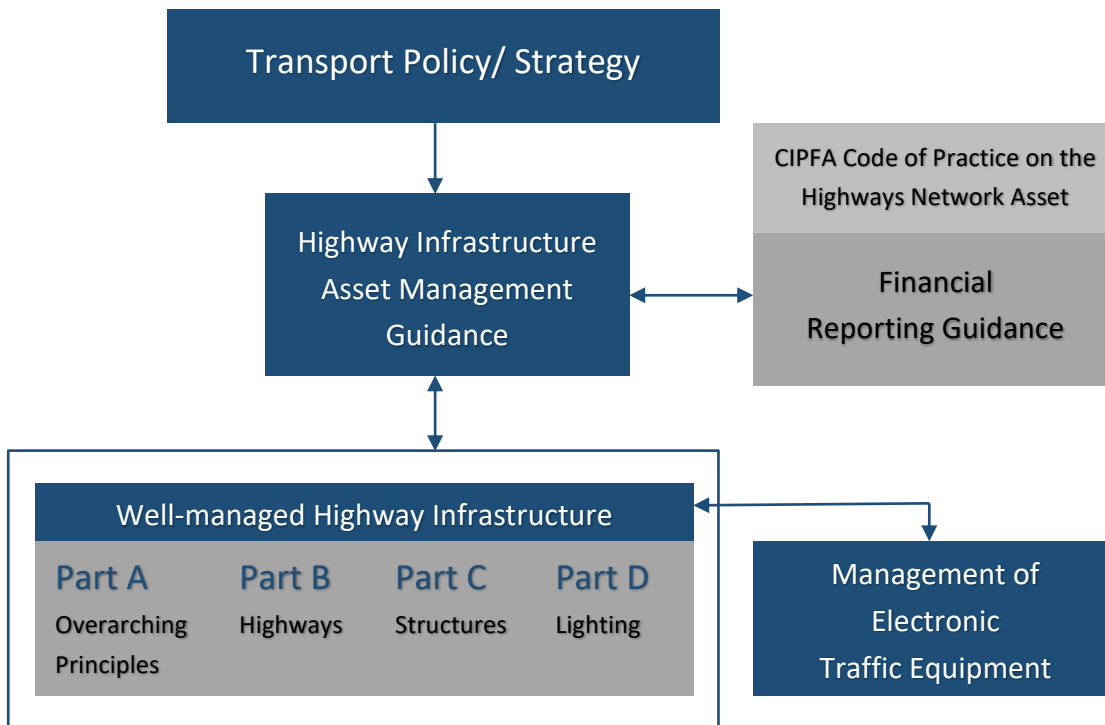 Transport Policy/ Strategy
CIPFA Code of Practice on the
Highways Network Asset
Highway Infrastructure
Asset Management
Guidance
Financial
Reporting Guidance
Well-managed Highway Infrastructure
Part A
Overarching
Principles
Part B
Highways
Part C
Structures
Part D
Lighting
Management of
Electronic
Traffic Equipment